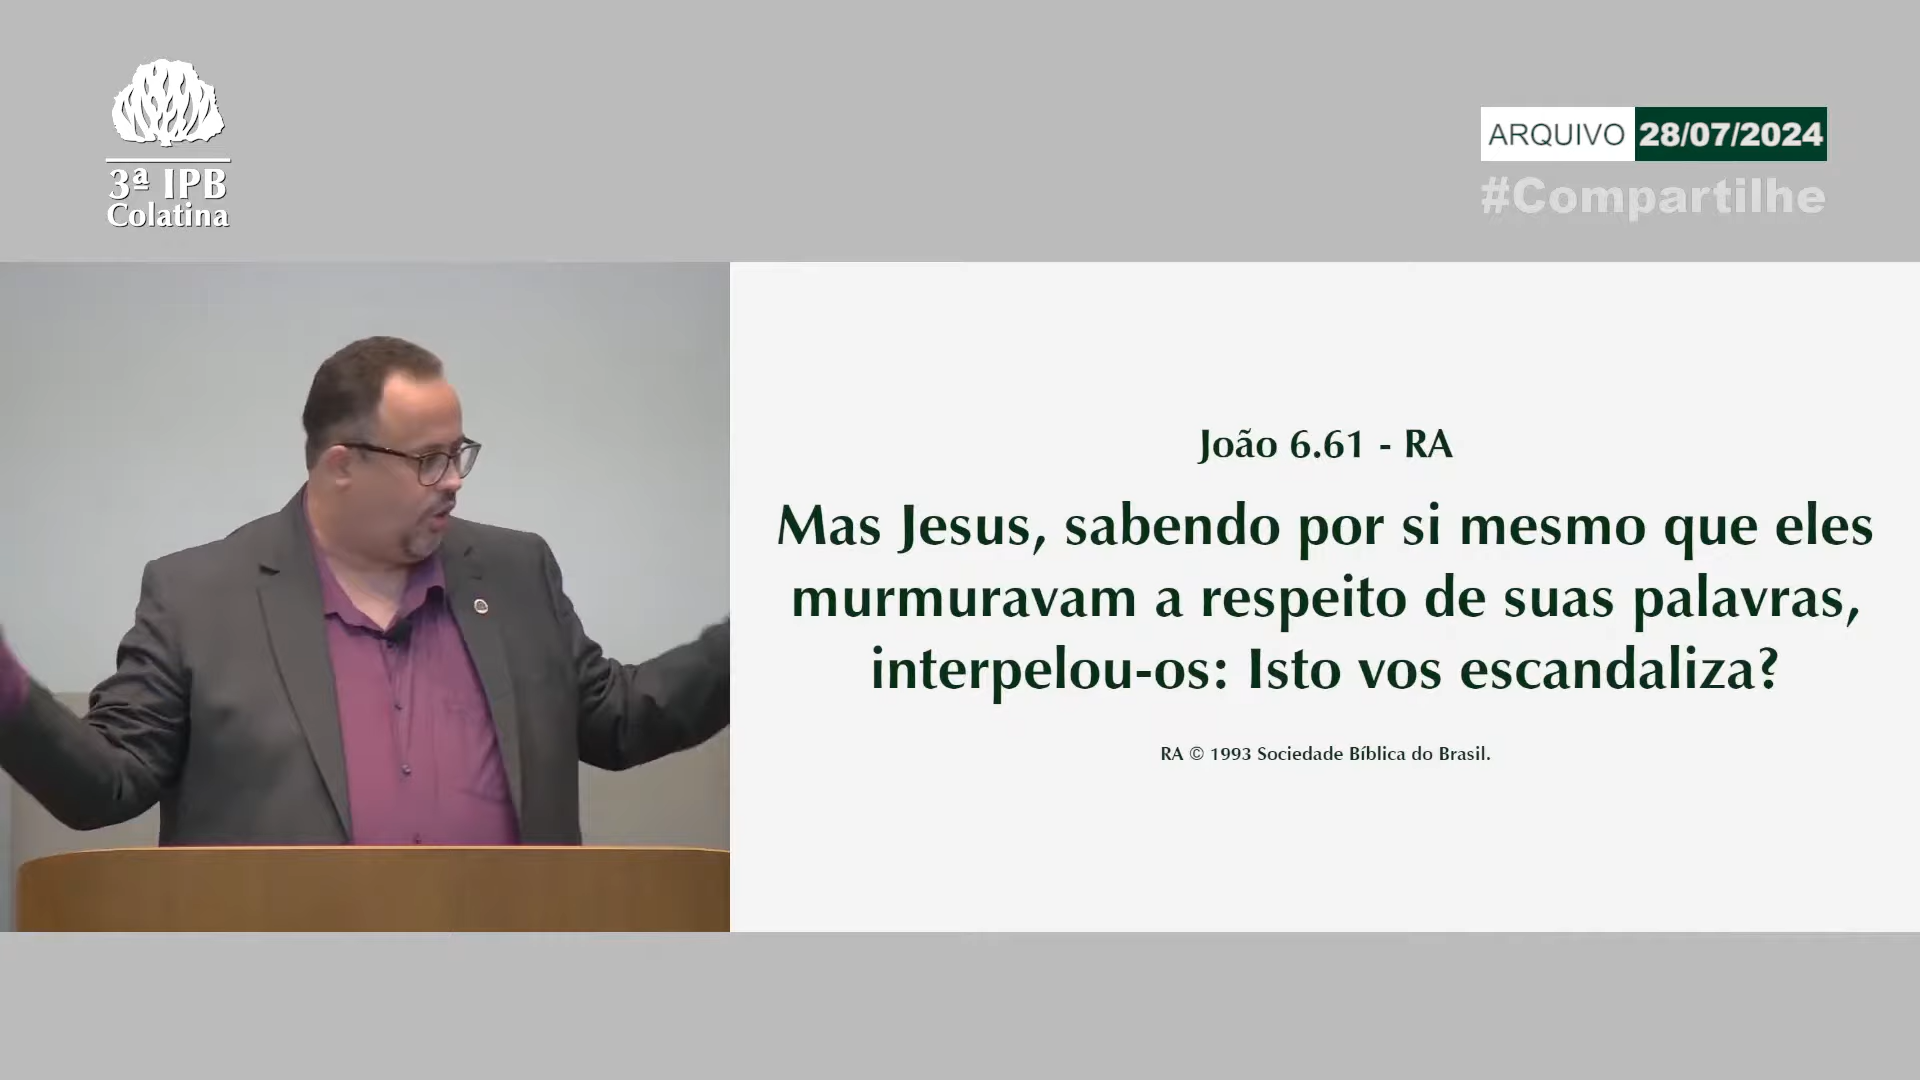 3ª IPB
Colatina
ARQUIVO 28/07/2024
#Compartilhe
João 6.61 - RA
Mas Jesus, sabendo por si mesmo que eles
murmuravam a respeito de suas palavras,
interpelou-os: Isto vos escandaliza?
RA © 1993 Sociedade Bíblica do Brasil.